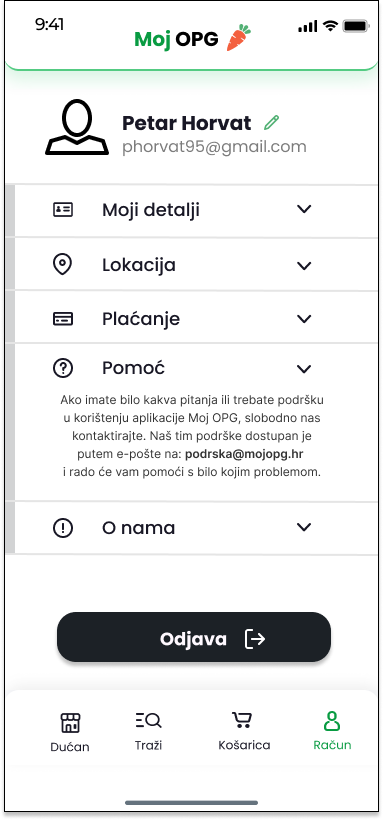 9:41
Moj OPG
Petar Horvat
phorvat95@gmail.com
Moji detalji
Lokacija
Plaćanje
Pomoć
Ako imate bilo kakva pitanja ili trebate podršku
u korištenju aplikacije Moj OPG, slobodno nas
kontaktirajte. Naš tim podrške dostupan je
putem e-pošte na: podrska@mojopg.hr
i rado će vam pomoći s bilo kojim problemom.
O nama
Odjava
Dućan
Traži
Košarica
Račun